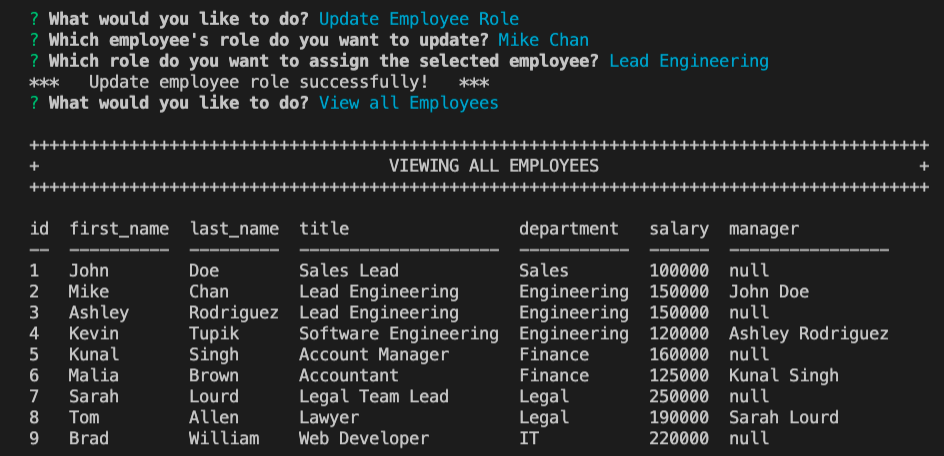 ? What would you like to do? Update Employee Role
? Which employee's role do you want to update? Mike Chan
? Which role do you want to assign the selected employee? Lead Engineering
***   Update employee role successfully!   ***
? What would you like to do? View all Employees
++++++++++++++++++++++++++++++++++++++++++++++++++++++++++++++++++++++++++++++++++++++++++
+                                   VIEWING ALL EMPLOYEES                                +
++++++++++++++++++++++++++++++++++++++++++++++++++++++++++++++++++++++++++++++++++++++++++
id  first_name  last_name  title                 department   salary  manager
--  ----------  ---------  --------------------  -----------  ------  ----------------
1   John        Doe        Sales Lead            Sales        100000  null
2   Mike        Chan       Lead Engineering      Engineering  150000  John Doe
3   Ashley      Rodriguez  Lead Engineering      Engineering  150000  null
4   Kevin       Tupik      Software Engineering  Engineering  120000  Ashley Rodriguez
5   Kunal       Singh      Account Manager       Finance      160000  null
6   Malia       Brown      Accountant            Finance      125000  Kunal Singh
7   Sarah       Lourd      Legal Team Lead       Legal        250000  null
8   Tom         Allen      Lawyer                Legal        190000  Sarah Lourd
9   Brad        William    Web Developer         IT           220000  null